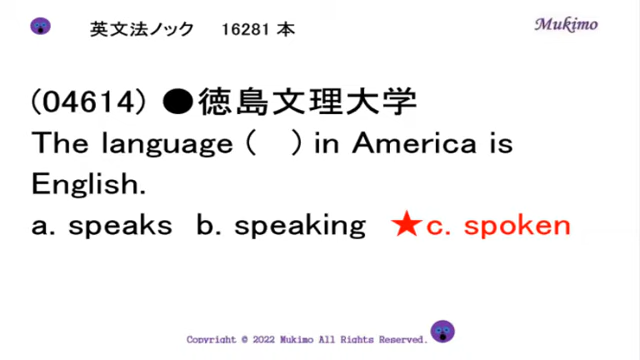 英文法ノック 16281 本 Mukimo
(04614) ●徳島文理大学
The language ( ) in America is
English.
a. speaks b. speaking ★c. spoken
Copyright © 2022 Mukimo All Rights Reserved.